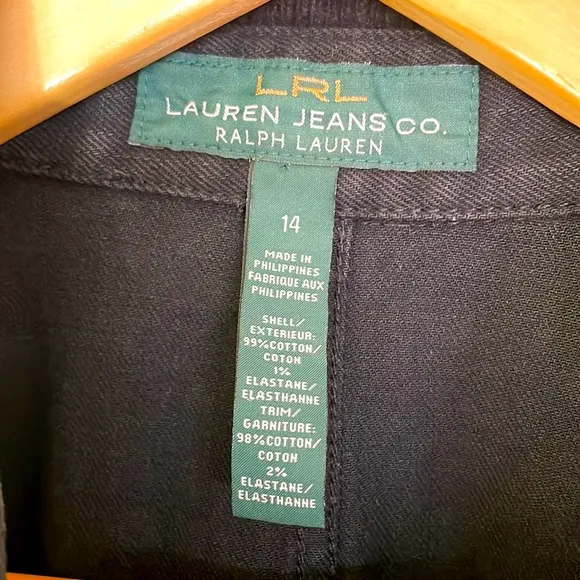 LRL
LAUREN JEANS CO.
RALPH LAUREN
14
MADE IN
PHILIPPINES
FABRIQUE AUX
PHILIPPINES
SHELL/
EXTERIEUR:
99%COTTON/
COTON
1%
ELASTANE/
ELASTHANNE
TRIM/
GARNITURE:
98%COTTON/
COTON
2%
ELASTANE/
ELASTHANNE